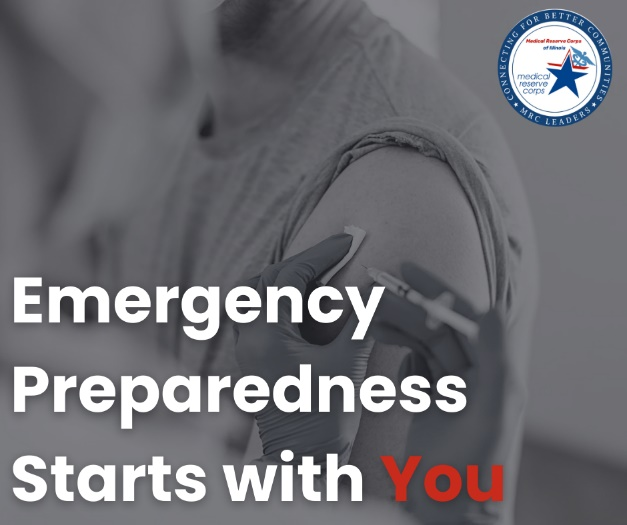 CONNECTING FOR BETTER COMMUNITIES
Medical Reserve Corps
of Illinois
medical
reserve
corps
★ MRC LEADERS ★
Emergency
Preparedness
Starts with You